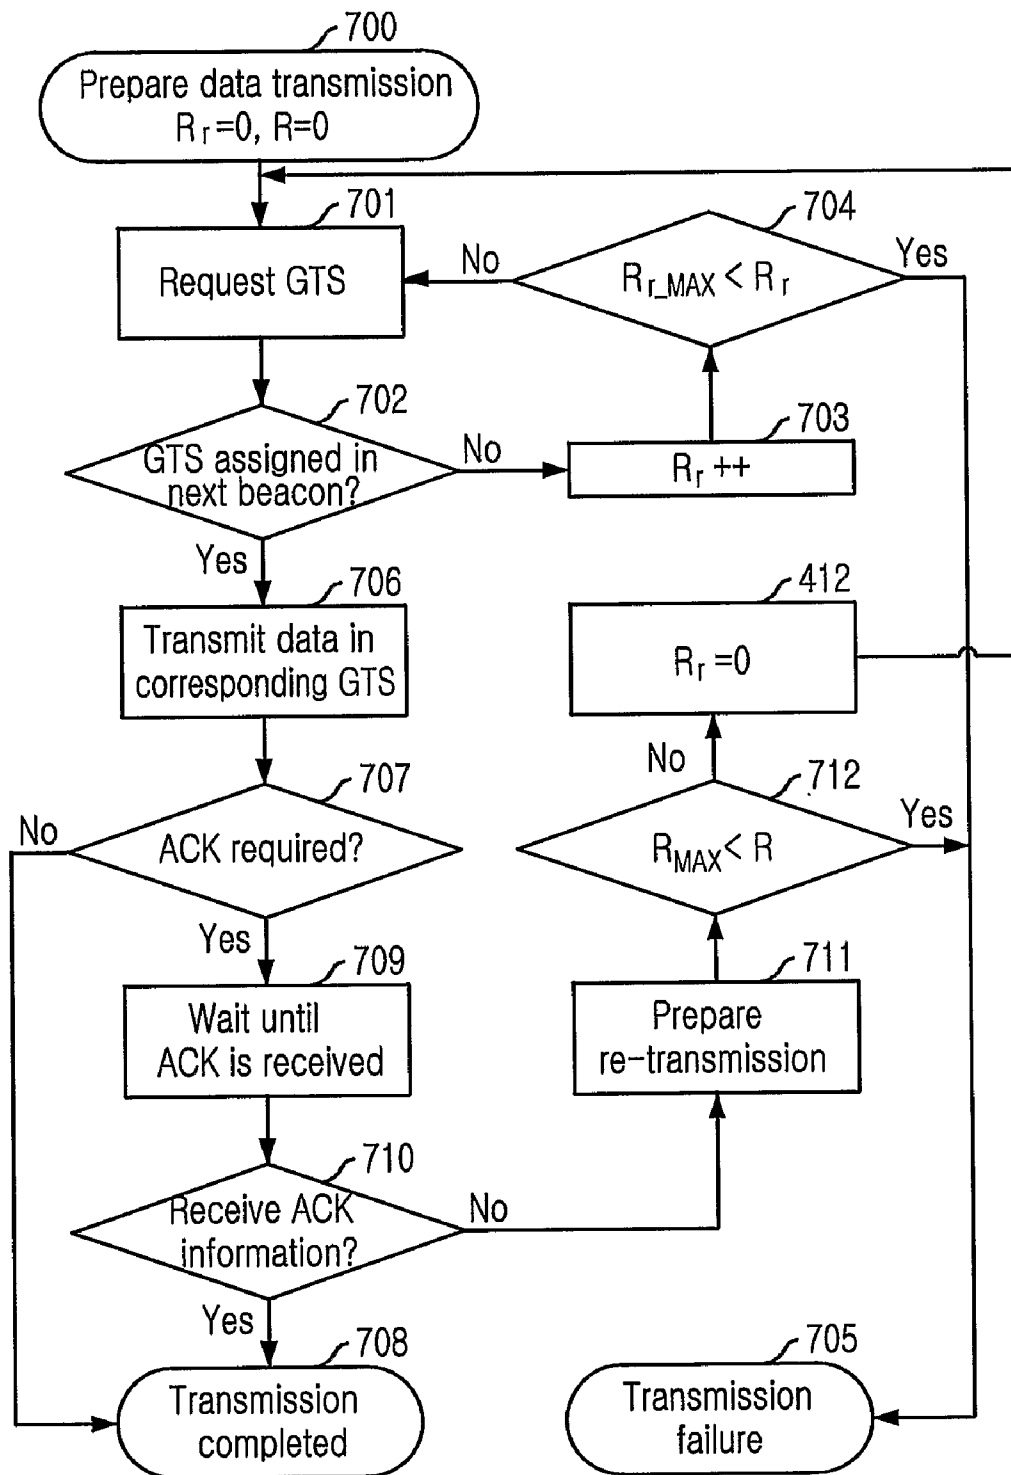 700
Prepare data transmission
Rr=0, R=0
701
Request GTS
704
Rr_MAX < Rr
No
Yes
702
GTS assigned in
next beacon?
No
Yes
703
Rr ++
706
Transmit data in
corresponding GTS
412
Rr =0
707
ACK required?
No
Yes
712
RMAX< R
No
Yes
709
Wait until
ACK is received
711
Prepare
re-transmission
710
Receive ACK
information?
No
Yes
708
Transmission
completed
705
Transmission
failure